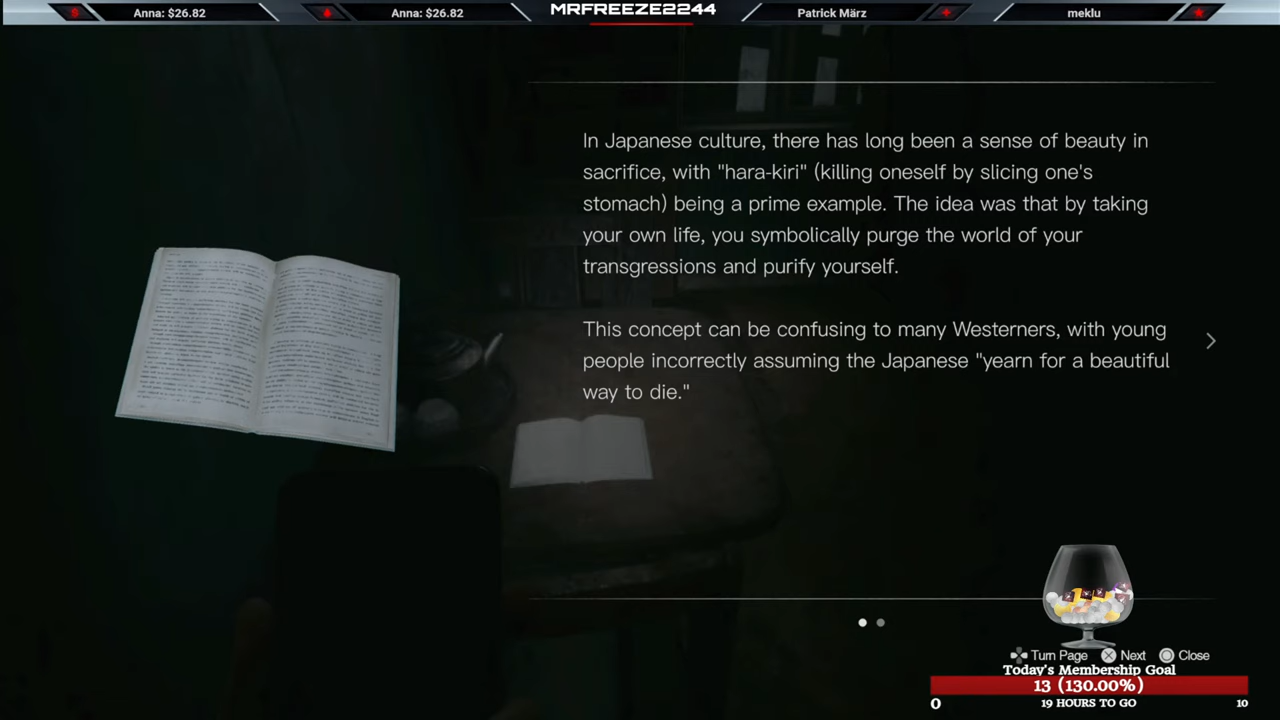 Anna: $26.82
Anna: $26.82
MRFREEZE2244
Patrick März
meklu
In Japanese culture, there has long been a sense of beauty in
sacrifice, with "hara-kiri" (killing oneself by slicing one's
stomach) being a prime example. The idea was that by taking
your own life, you symbolically purge the world of your
transgressions and purify yourself.
This concept can be confusing to many Westerners, with young
people incorrectly assuming the Japanese "yearn for a beautiful
way to die."
Turn Page
Next
Close
Today's Membership Goal
13 (130.00%)
0
19 HOURS TO GO
10